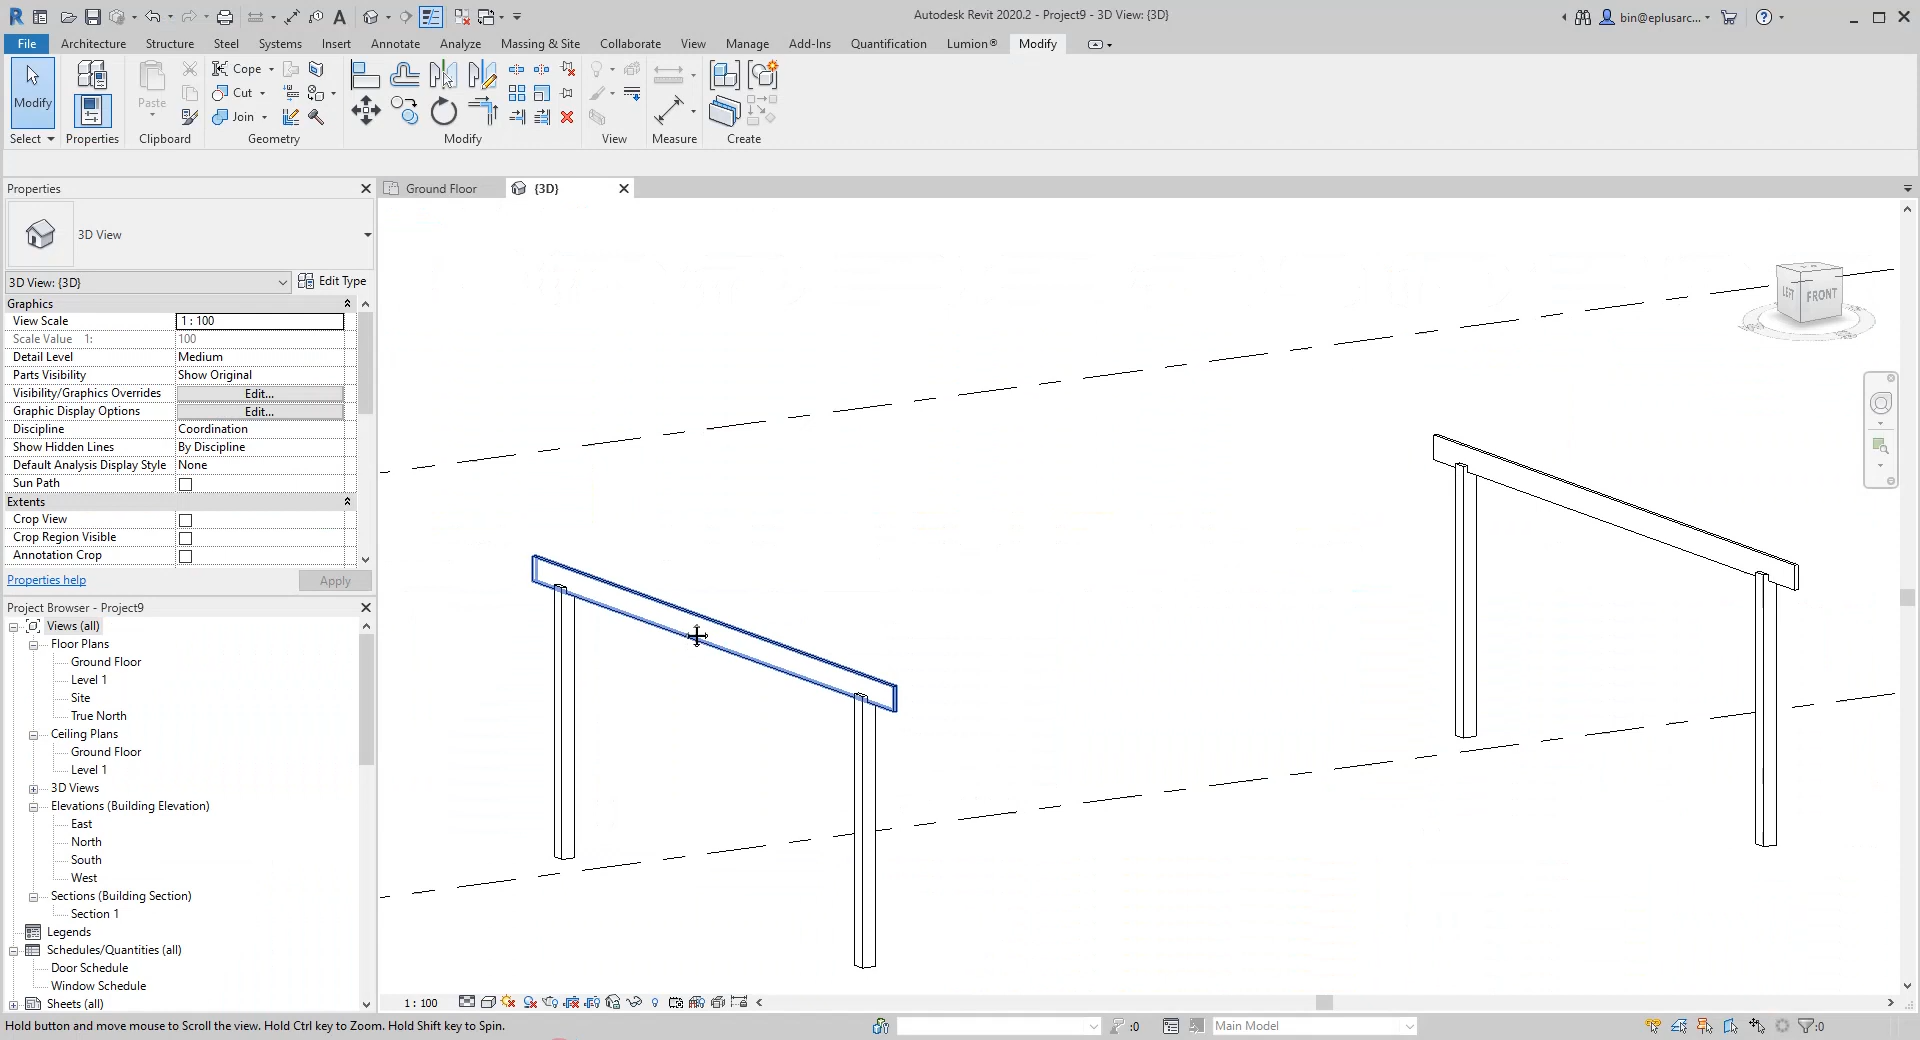 Autodesk Revit 2020.2 - Project9 - 3D View: {3D}
bin@eplusarc...
File Architecture Structure Steel Systems Insert Annotate Analyze Massing & Site Collaborate View Manage Add-Ins Quantification Lumion® Modify
Modify
Paste
Cope
Cut
Join
Select Properties Clipboard Geometry Modify View Measure Create
Properties
Ground Floor
{3D}
3D View
3D View: {3D}
Edit Type
Graphics
View Scale 1 : 100
Scale Value 1: 100
Detail Level Medium
Parts Visibility Show Original
Visibility/Graphics Overrides Edit...
Graphic Display Options Edit...
Discipline Coordination
Show Hidden Lines By Discipline
Default Analysis Display Style None
Sun Path
Extents
Crop View
Crop Region Visible
Annotation Crop
Properties help Apply
Project Browser - Project9
Views (all)
Floor Plans
Ground Floor
Level 1
Site
True North
Ceiling Plans
Ground Floor
Level 1
3D Views
Elevations (Building Elevation)
East
North
South
West
Sections (Building Section)
Section 1
Legends
Schedules/Quantities (all)
Door Schedule
Window Schedule
Sheets (all)
LEFT FRONT
1 : 100
Hold button and move mouse to Scroll the view. Hold Ctrl key to Zoom. Hold Shift key to Spin.
:0
Main Model
:0